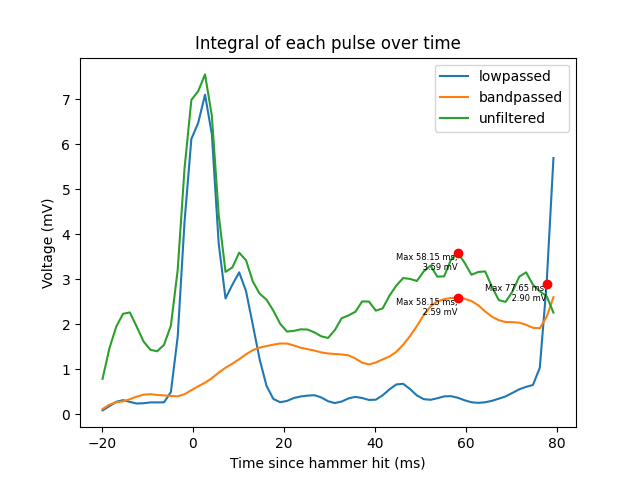 Integral of each pulse over time
lowpassed
bandpassed
unfiltered
Voltage (mV)
7
6
5
4
3
2
1
0
Max 58.15 ms,
3.59 mV
Max 77.65 ms,
2.90 mV
Max 58.15 ms,
2.59 mV
−20
0
20
40
60
80
Time since hammer hit (ms)